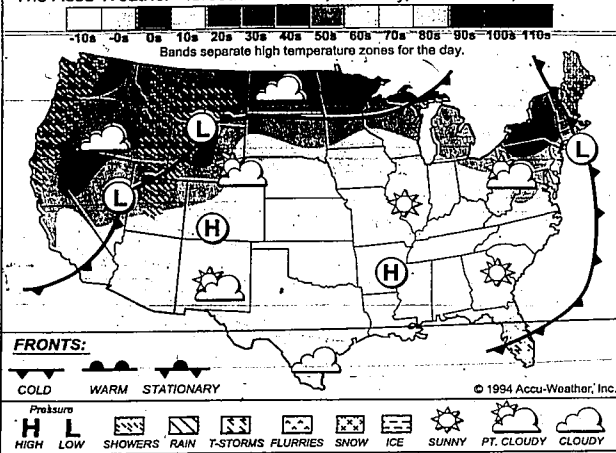 -10s -0s 0s 10s 20s 30s 40s 50s 60s 70s 80s 90s 100s 110s
Bands separate high temperature zones for the day.
L
L
L
H
H
FRONTS:
COLD WARM STATIONARY
© 1994 Accu-Weather, Inc.
Pressure
H L
HIGH LOW SHOWERS RAIN T-STORMS FLURRIES SNOW ICE SUNNY PT. CLOUDY CLOUDY